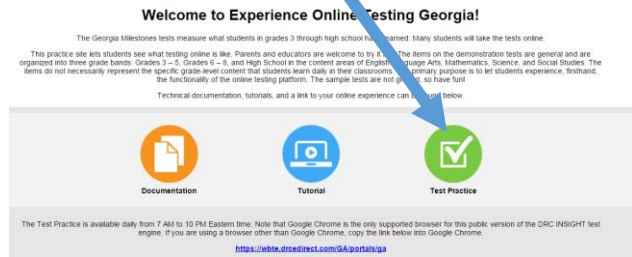 Welcome to Experience Online Testing Georgia!
The Georgia Milestones tests measure what students in grades 3 through high school have learned. Many students will take the tests online.
This practice site lets students see what testing online is like. Parents and educators are welcome to try it The items on the demonstration tests are general and are
organized into three grade bands: Grades 3 – 5, Grades 6 – 8, and High School in the content areas of English Language Arts, Mathematics, Science, and Social Studies. The
items do not necessarily represent the specific grade-level content that students learn daily in their classrooms. primary purpose is to let students experience, firsthand,
the functionality of the online testing platform. The sample tests are not graded, so have fun!
Technical documentation, tutorials, and a link to your online experience can be found below.
Documentation
Tutorial
Test Practice
The Test Practice is available daily from 7 AM to 10 PM Eastern time. Note that Google Chrome is the only supported browser for this public version of the DRC INSIGHT test
engine. If you are using a browser other than Google Chrome, copy the link below into Google Chrome.
https://wbte.drcedirect.com/GA/portals/ga